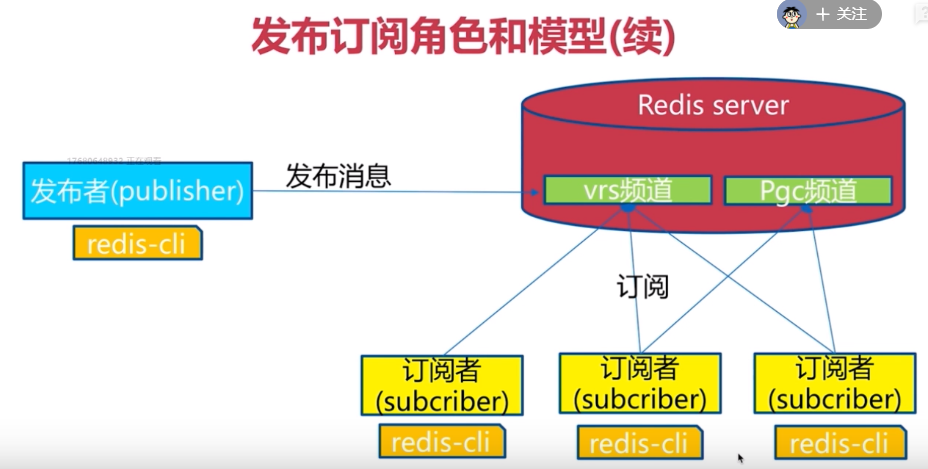 + 关注
发布订阅角色和模型(续)
Redis server
发布消息
发布者(publisher)
vrs频道
Pgc频道
redis-cli
订阅
订阅者
(subcriber)
订阅者
(subcriber)
订阅者
(subcriber)
redis-cli
redis-cli
redis-cli